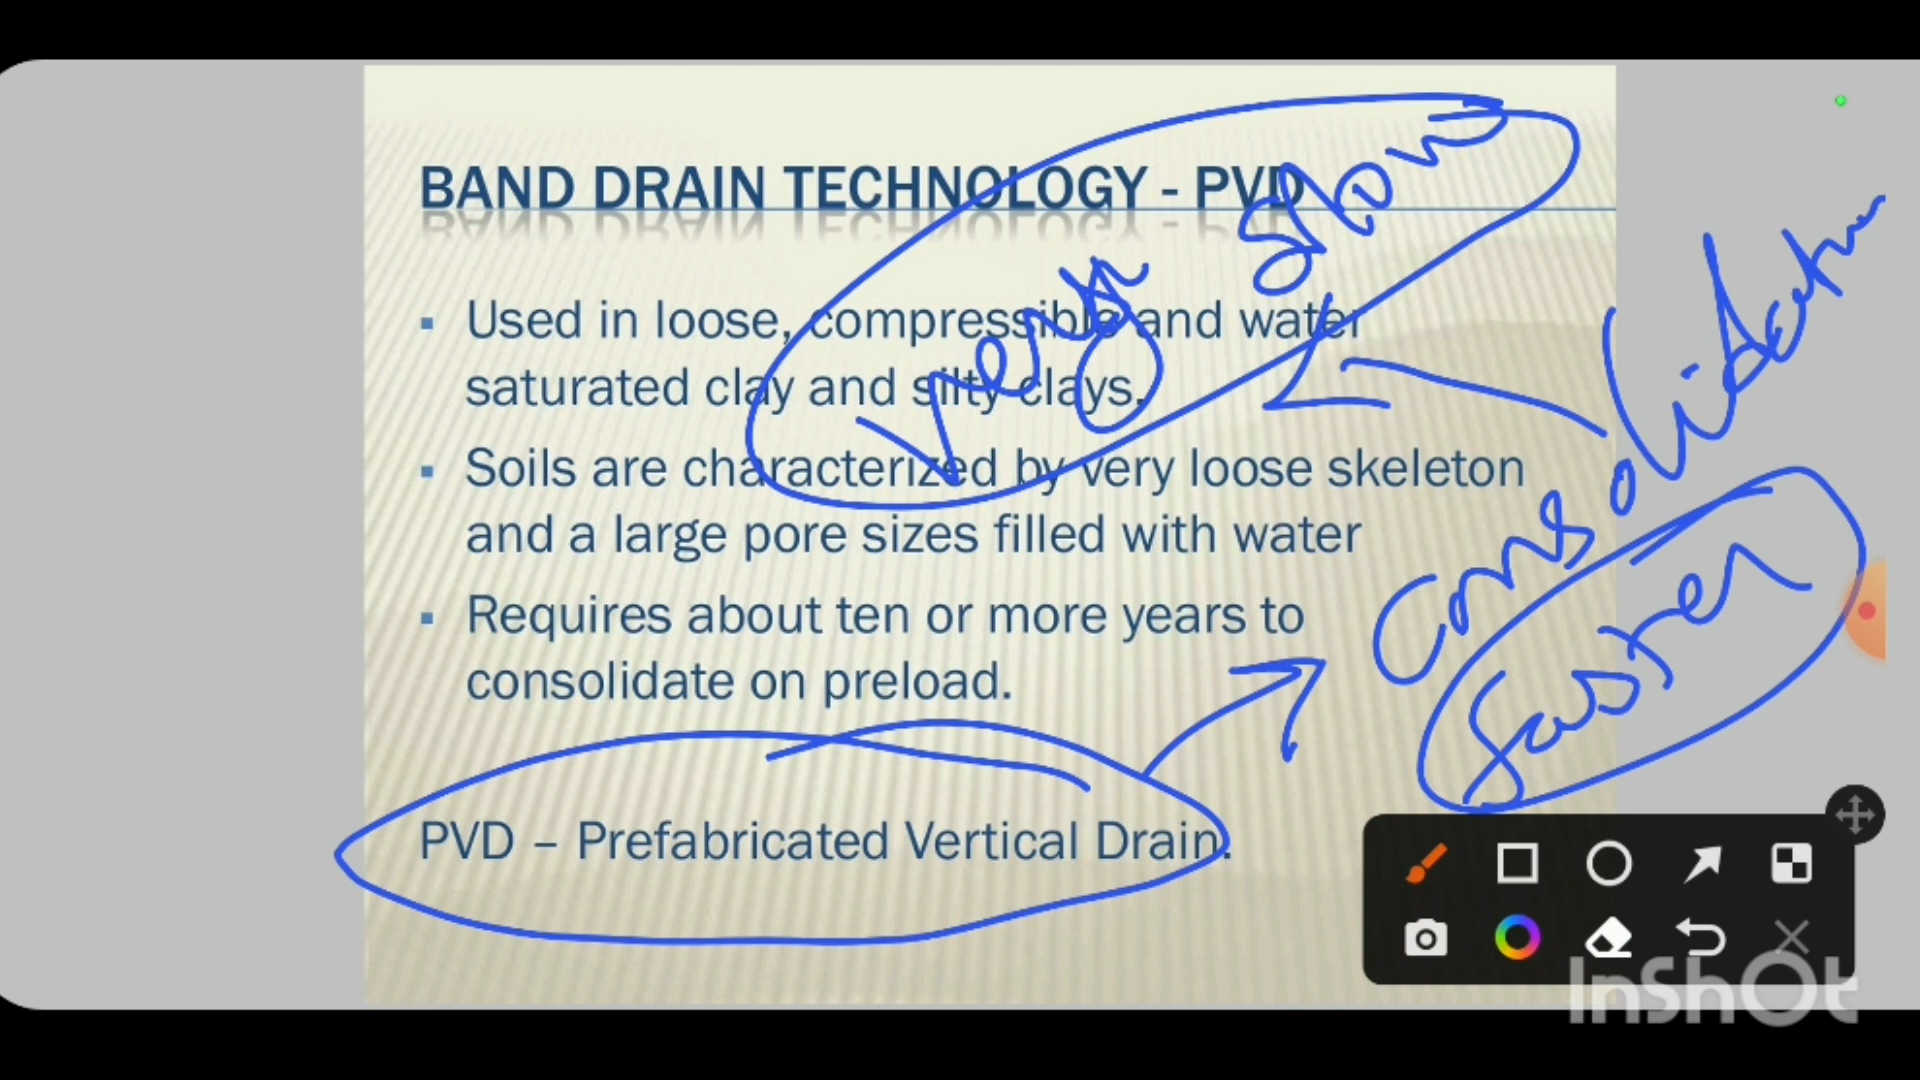 BAND DRAIN TECHNOLOGY - PVD
Very slow
Used in loose, compressible and water
saturated clay and silty clays.
Soils are characterized by very loose skeleton
and a large pore sizes filled with water
Requires about ten or more years to
consolidate on preload.
Consolidation
faster
PVD – Prefabricated Vertical Drain.
InShOt